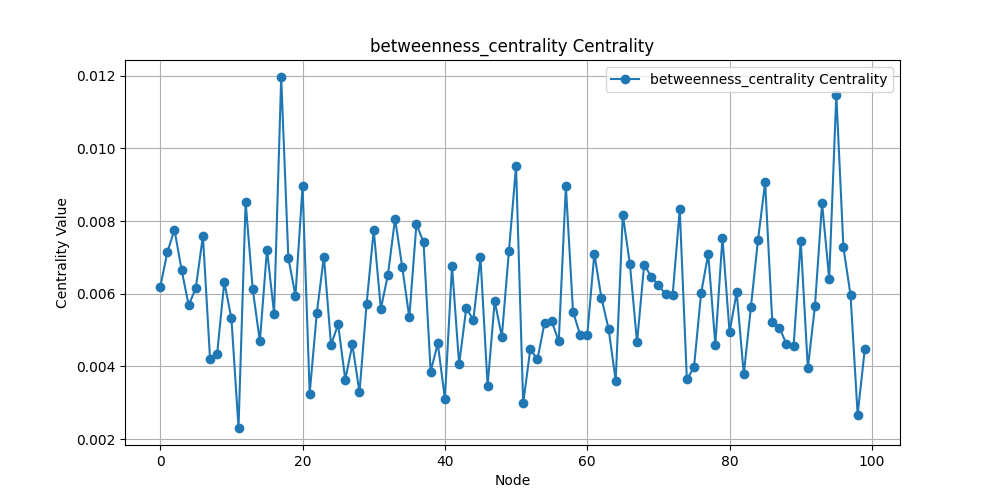 betweenness_centrality Centrality
betweenness_centrality Centrality
0.012
0.010
0.008
0.006
0.004
0.002
Centrality Value
0 20 40 60 80 100
Node